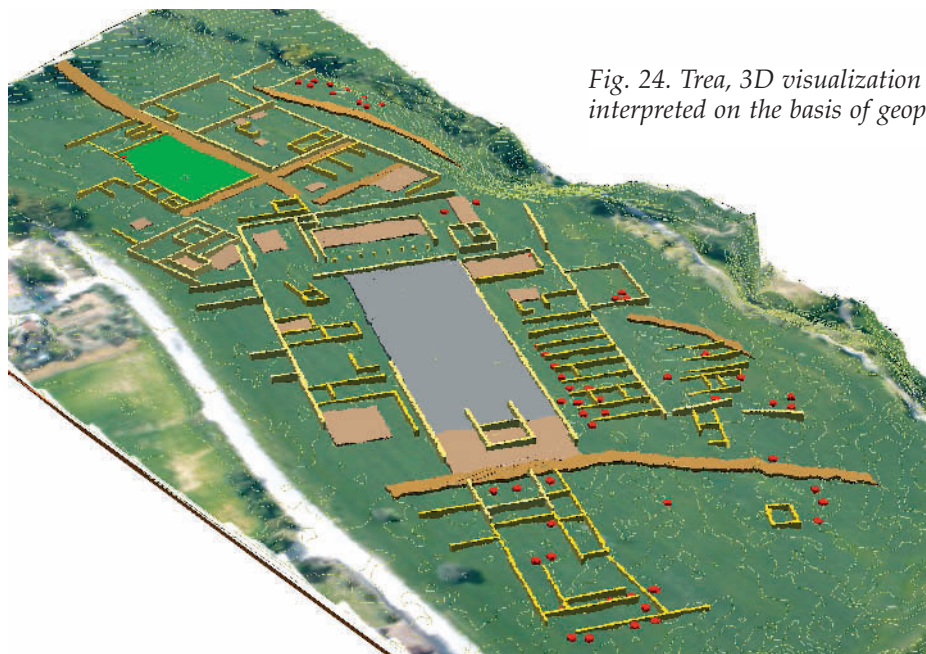 Fig. 24. Trea, 3D visualization
interpreted on the basis of geop